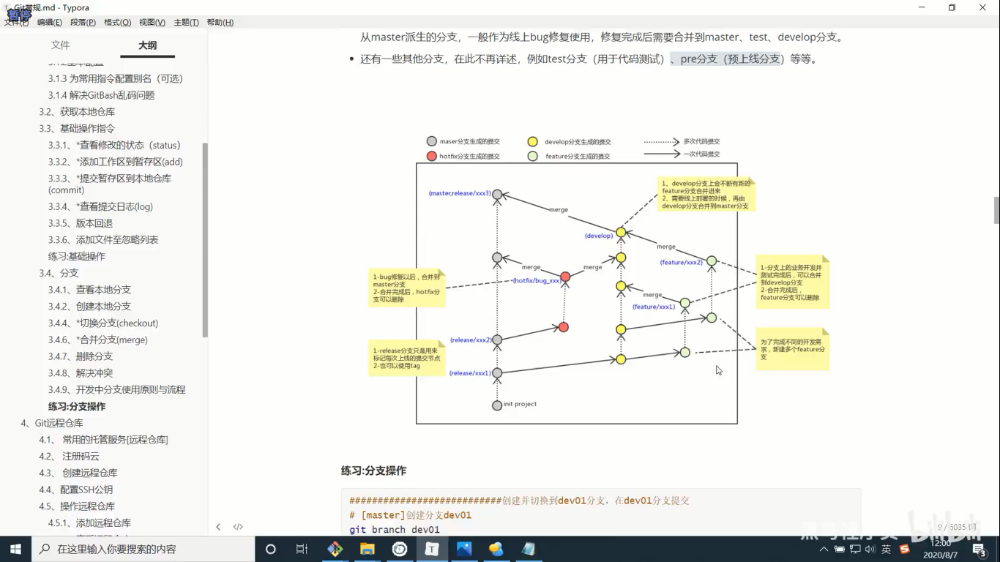 Git常规.md - Typora
暂停
文件(F) 编辑(E) 段落(P) 格式(O) 视图(V) 主题(T) 帮助(H)
文件 大纲
3.1.3 为常用指令配置别名（可选）
3.1.4 解决GitBash乱码问题
3.2、获取本地仓库
3.3、基础操作指令
3.3.1、*查看修改的状态（status）
3.3.2、*添加工作区到暂存区(add)
3.3.3、*提交暂存区到本地仓库
(commit)
3.3.4、*查看提交日志(log)
3.3.5、版本回退
3.3.6、添加文件至忽略列表
练习:基础操作
3.4、分支
3.4.1、查看本地分支
3.4.2、创建本地分支
3.4.4、*切换分支(checkout)
3.4.6、*合并分支(merge)
3.4.7、删除分支
3.4.8、解决冲突
3.4.9、开发中分支使用原则与流程
练习:分支操作
4、Git远程仓库
4.1、 常用的托管服务[远程仓库]
4.2、 注册码云
4.3、 创建远程仓库
4.4、配置SSH公钥
4.5、操作远程仓库
4.5.1、添加远程仓库
从master派生的分支，一般作为线上bug修复使用，修复完成后需要合并到master、test、develop分支。
还有一些其他分支，在此不再详述，例如test分支（用于代码测试）、pre分支（预上线分支）等等。
maser分支生成的提交 develop分支生成的提交 多次代码提交
hotfix分支生成的提交 feature分支生成的提交 一次代码提交
1、develop分支上会不断有新的
feature分支合并进来
2、需要线上部署的时候，再由
develop分支合并到master分支
(master,release/xxx3)
merge
(develop)
merge
(feature/xxx2)
merge
merge
1-分支上的业务开发并
测试完成后，可以合并
到develop分支
2-合并完成后，
feature分支可以删除
1-bug修复以后，合并到
master分支
2-合并完成后，hotfix分
支可以删除
(hotfix/bug_xxx)
merge
(feature/xxx1)
(release/xxx2)
1-release分支只是用来
标记每次上线的提交节点
2-也可以使用tag
为了完成不同的开发需
求，新建多个feature分
支
(release/xxx1)
init project
练习:分支操作
###########################创建并切换到dev01分支，在dev01分支提交
# [master]创建分支dev01
git branch dev01
9 / 6035 词
bilibili
在这里输入你要搜索的内容
英
12:00
2020/8/7
3